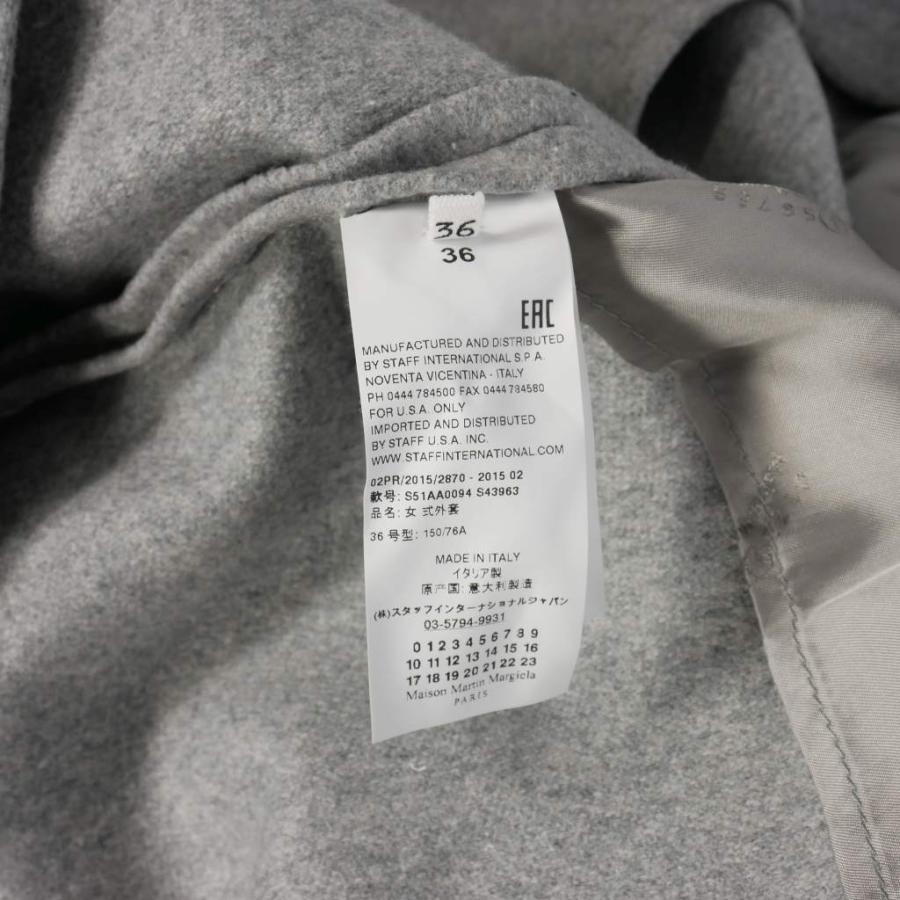 36
36
EAC
MANUFACTURED AND DISTRIBUTED
BY STAFF INTERNATIONAL S.P.A.
NOVENTA VICENTINA - ITALY
PH 0444 784500 FAX 0444 784580
FOR U.S.A. ONLY
IMPORTED AND DISTRIBUTED
BY STAFF U.S.A. INC.
WWW.STAFFINTERNATIONAL.COM
02PR/2015/2870 - 2015 02
款号: S51AA0094 S43963
品名: 女 式外套
36 号型: 150/76A
MADE IN ITALY
イタリア製
原产国: 意大利製造
(株)スタッフインターナショナルジャパン
03-5794-9931
0 1 2 3 4 5 6 7 8 9
10 11 12 13 14 15 16
17 18 19 20 21 22 23
Maison Martin Margiela
PARIS